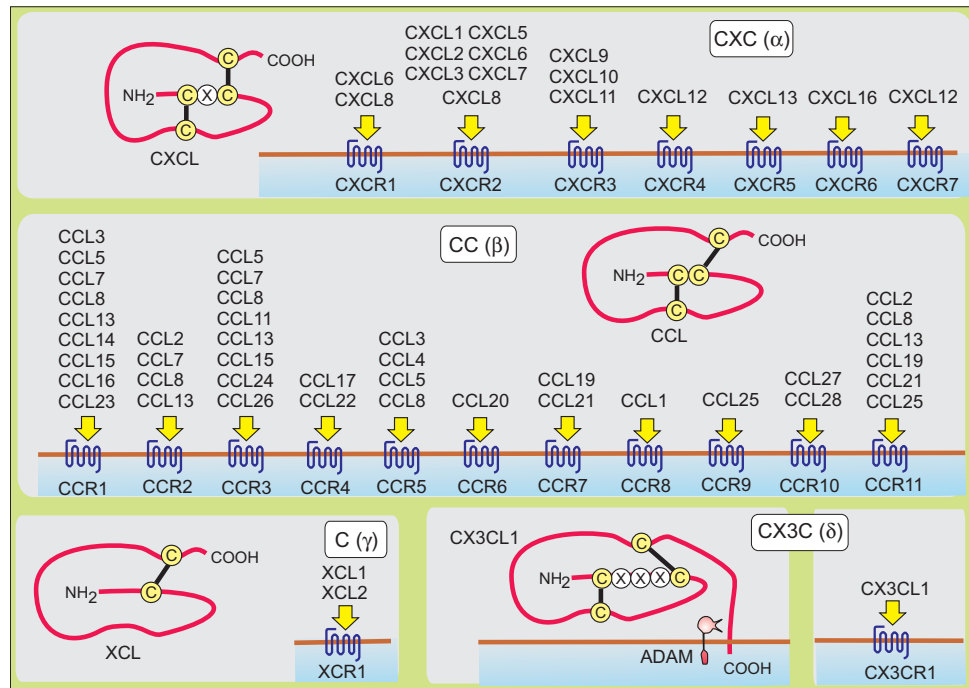 CXC (α)
C
COOH
NH2
C
X
C
C
CXCL
CXCL6
CXCL8
CXCR1
CXCL1 CXCL5
CXCL2 CXCL6
CXCL3 CXCL7
CXCL8
CXCR2
CXCL9
CXCL10
CXCL11
CXCR3
CXCL12
CXCR4
CXCL13
CXCR5
CXCL16
CXCR6
CXCL12
CXCR7
CC (β)
C
COOH
NH2
C
C
C
CCL
CCL3
CCL5
CCL7
CCL8
CCL13
CCL14
CCL15
CCL16
CCL23
CCR1
CCL2
CCL7
CCL8
CCL13
CCR2
CCL5
CCL7
CCL8
CCL11
CCL13
CCL15
CCL24
CCL26
CCR3
CCL17
CCL22
CCR4
CCL3
CCL4
CCL5
CCL8
CCR5
CCL20
CCR6
CCL19
CCL21
CCR7
CCL1
CCR8
CCL25
CCR9
CCL27
CCL28
CCR10
CCL2
CCL8
CCL13
CCL19
CCL21
CCL25
CCR11
C (γ)
C
COOH
NH2
C
XCL
XCL1
XCL2
XCR1
CX3C (δ)
CX3CL1
C
NH2
C
X
X
X
C
C
ADAM
COOH
CX3CL1
CX3CR1